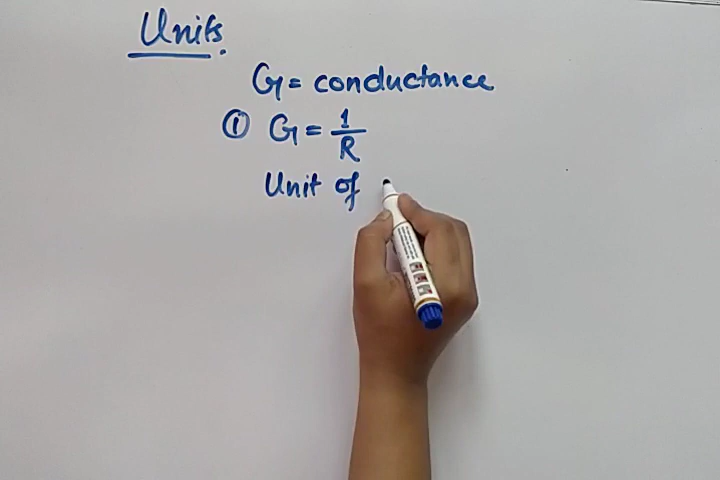 Units.
G = conductance
① G = 1/R
Unit of